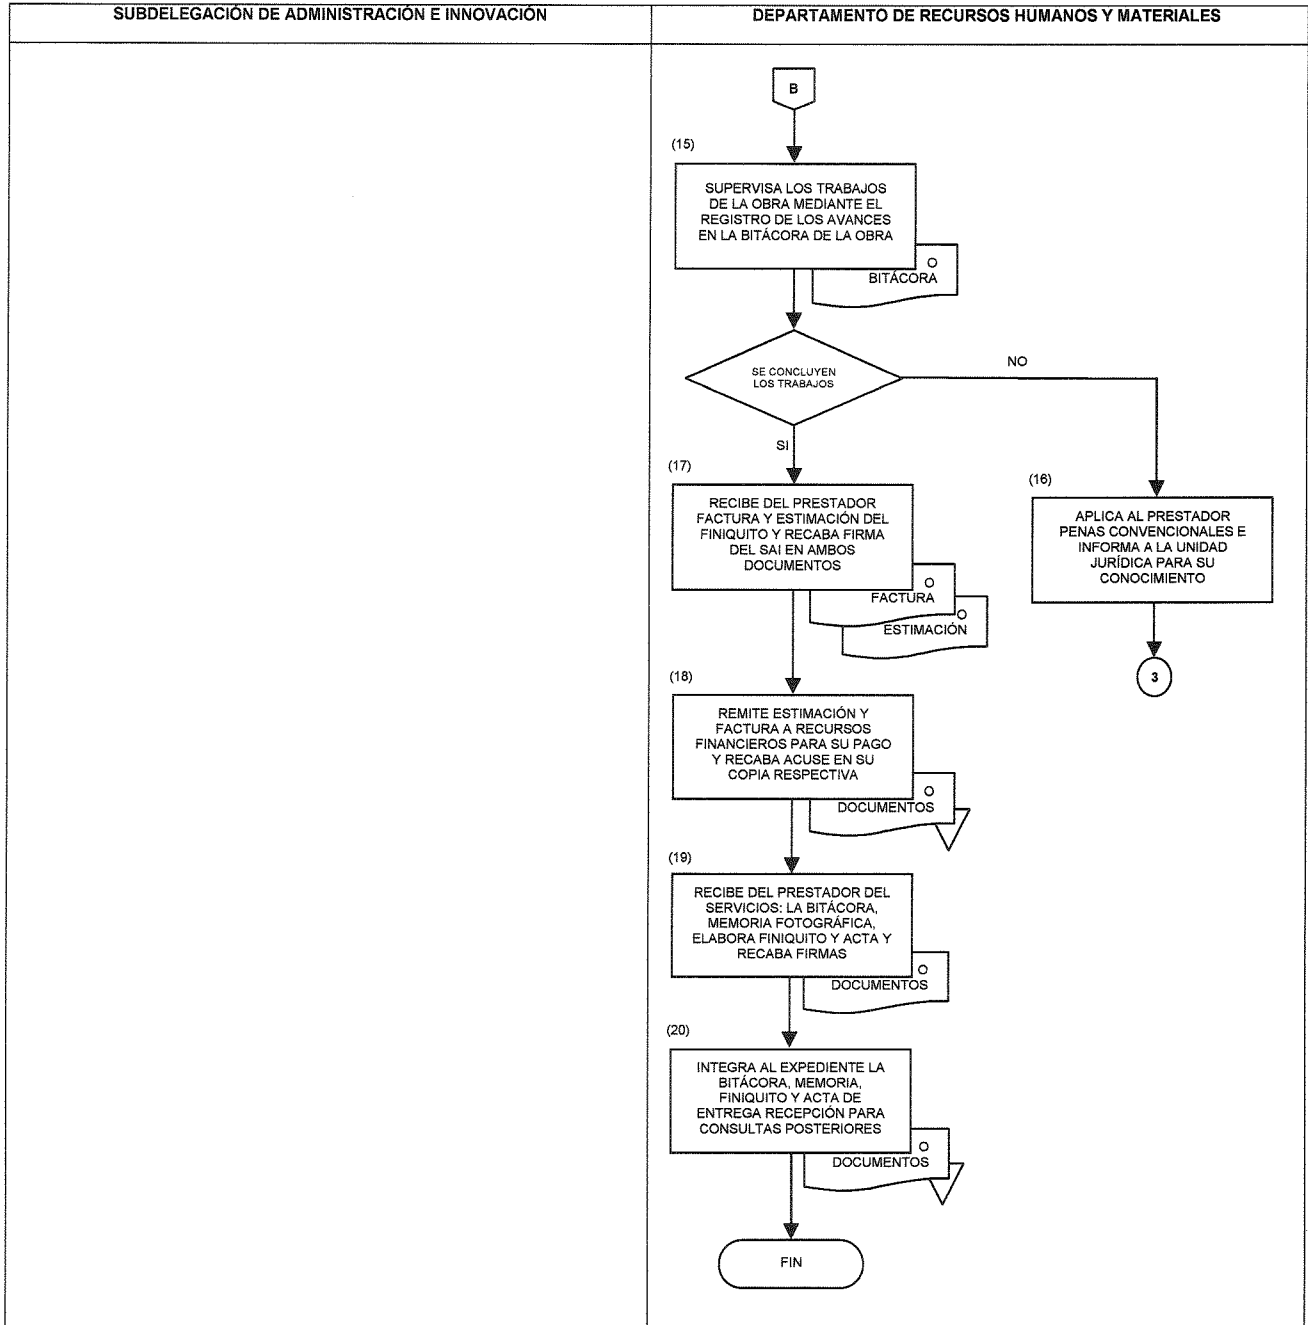 SUBDELEGACIÓN DE ADMINISTRACIÓN E INNOVACIÓN
DEPARTAMENTO DE RECURSOS HUMANOS Y MATERIALES
B
(15)
SUPERVISA LOS TRABAJOS
DE LA OBRA MEDIANTE EL
REGISTRO DE LOS AVANCES
EN LA BITÁCORA DE LA OBRA
O
BITÁCORA
SE CONCLUYEN
LOS TRABAJOS
NO
SI
(16)
APLICA AL PRESTADOR
PENAS CONVENCIONALES E
INFORMA A LA UNIDAD
JURÍDICA PARA SU
CONOCIMIENTO
3
(17)
RECIBE DEL PRESTADOR
FACTURA Y ESTIMACIÓN DEL
FINIQUITO Y RECABA FIRMA
DEL SAI EN AMBOS
DOCUMENTOS
O
FACTURA
O
ESTIMACIÓN
(18)
REMITE ESTIMACIÓN Y
FACTURA A RECURSOS
FINANCIEROS PARA SU PAGO
Y RECABA ACUSE EN SU
COPIA RESPECTIVA
O
DOCUMENTOS
(19)
RECIBE DEL PRESTADOR DEL
SERVICIOS: LA BITÁCORA,
MEMORIA FOTOGRÁFICA,
ELABORA FINIQUITO Y ACTA Y
RECABA FIRMAS
O
DOCUMENTOS
(20)
INTEGRA AL EXPEDIENTE LA
BITÁCORA, MEMORIA,
FINIQUITO Y ACTA DE
ENTREGA RECEPCIÓN PARA
CONSULTAS POSTERIORES
O
DOCUMENTOS
FIN